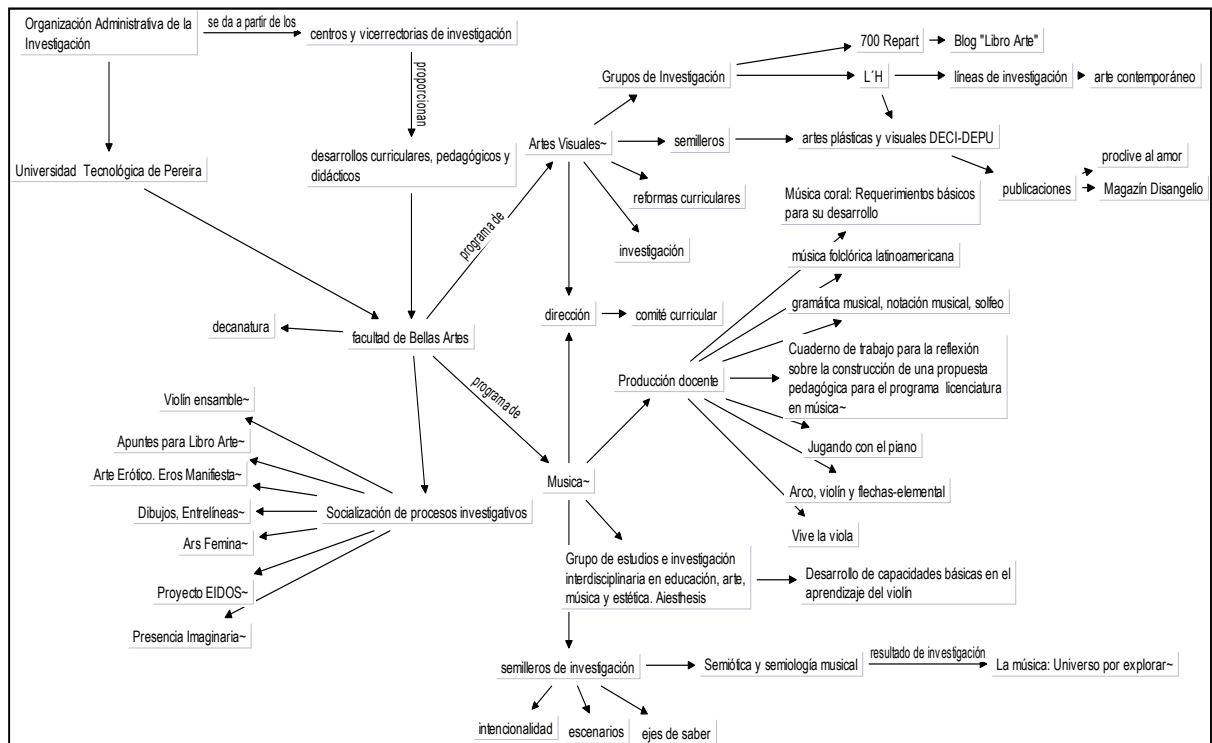 Organización Administrativa de la
Investigación
se da a partir de los
centros y vicerrectorias de investigación
proporcionan
desarrollos curriculares, pedagógicos y
didácticos
Universidad Tecnológica de Pereira
facultad de Bellas Artes
decanatura
programa de
Artes Visuales~
Grupos de Investigación
700 Repart
Blog "Libro Arte"
L´H
líneas de investigación
arte contemporáneo
semilleros
artes plásticas y visuales DECI-DEPU
publicaciones
proclive al amor
Magazín Disangelio
reformas curriculares
investigación
dirección
comité curricular
programa de
Musica~
Producción docente
Música coral: Requerimientos básicos
para su desarrollo
música folclórica latinoamericana
gramática musical, notación musical, solfeo
Cuaderno de trabajo para la reflexión
sobre la construcción de una propuesta
pedagógica para el programa licenciatura
en música~
Jugando con el piano
Arco, violín y flechas-elemental
Vive la viola
Grupo de estudios e investigación
interdisciplinaria en educación, arte,
música y estética. Aiesthesis
Desarrollo de capacidades básicas en el
aprendizaje del violín
semilleros de investigación
Semiótica y semiología musical
resultado de investigación
La música: Universo por explorar~
intencionalidad
escenarios
ejes de saber
Socialización de procesos investigativos
Violín ensamble~
Apuntes para Libro Arte~
Arte Erótico. Eros Manifiesta~
Dibujos, Entrelíneas~
Ars Femina~
Proyecto EIDOS~
Presencia Imaginaria~